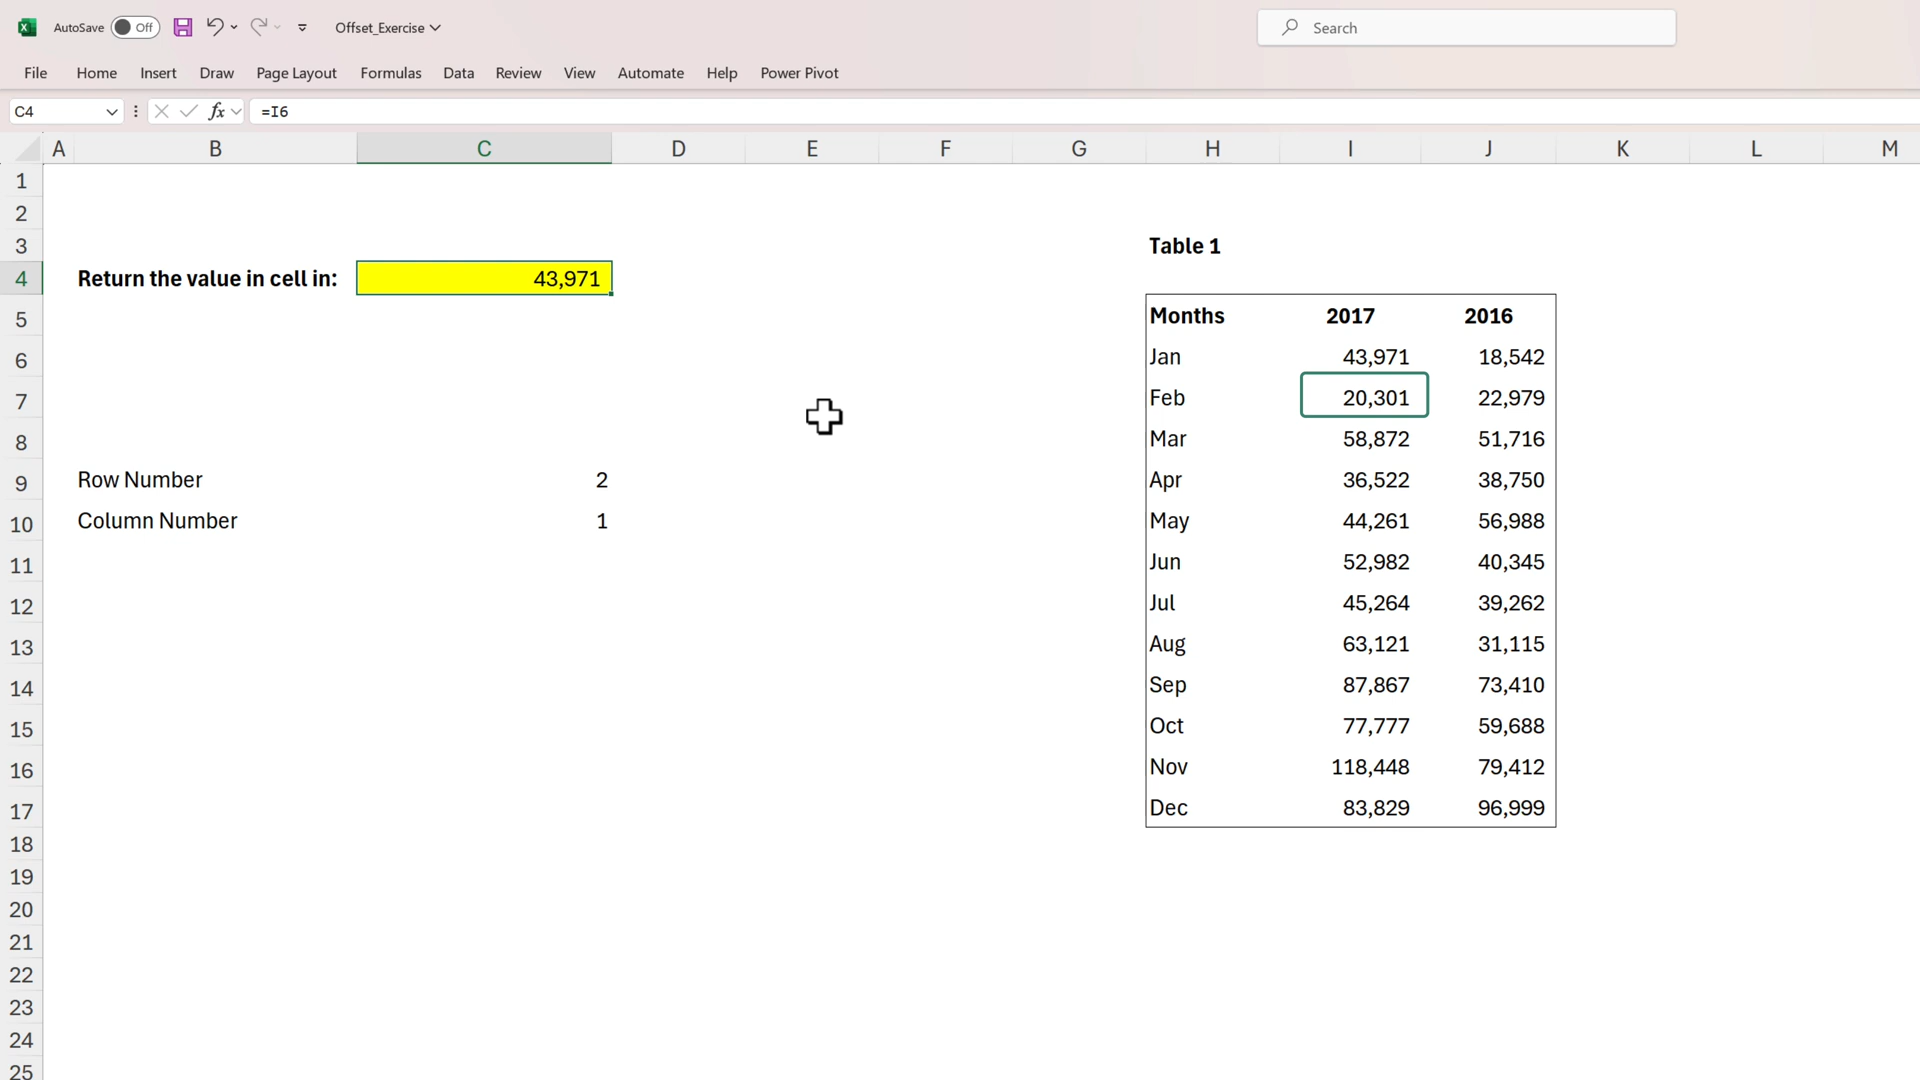 AutoSave Off Offset_Exercise Search
File Home Insert Draw Page Layout Formulas Data Review View Automate Help Power Pivot
C4 fx =I6
A B C D E F G H I J K L M
1
2
3 Table 1
4 Return the value in cell in: 43,971
5 Months 2017 2016
6 Jan 43,971 18,542
7 Feb 20,301 22,979
8 Mar 58,872 51,716
9 Row Number 2 Apr 36,522 38,750
10 Column Number 1 May 44,261 56,988
11 Jun 52,982 40,345
12 Jul 45,264 39,262
13 Aug 63,121 31,115
14 Sep 87,867 73,410
15 Oct 77,777 59,688
16 Nov 118,448 79,412
17 Dec 83,829 96,999
18
19
20
21
22
23
24
25